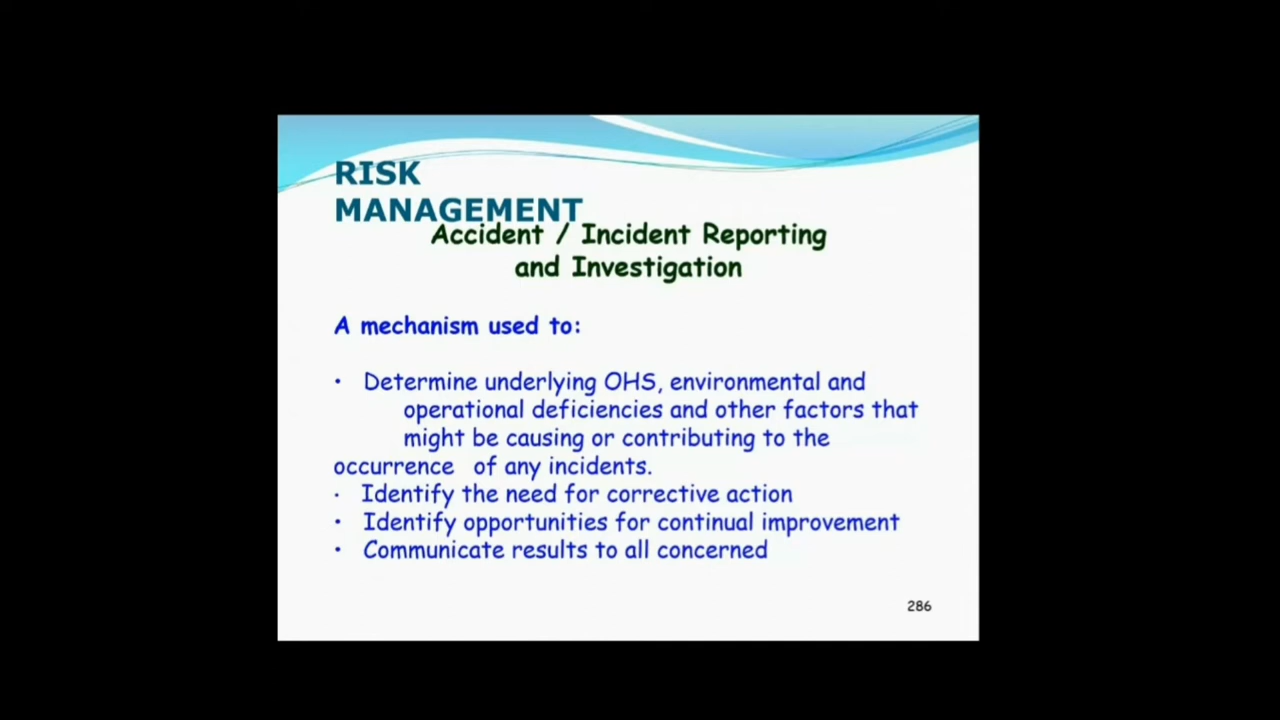 RISK
MANAGEMENT
Accident / Incident Reporting
and Investigation
A mechanism used to:
• Determine underlying OHS, environmental and
operational deficiencies and other factors that
might be causing or contributing to the
occurrence of any incidents.
• Identify the need for corrective action
• Identify opportunities for continual improvement
• Communicate results to all concerned
286